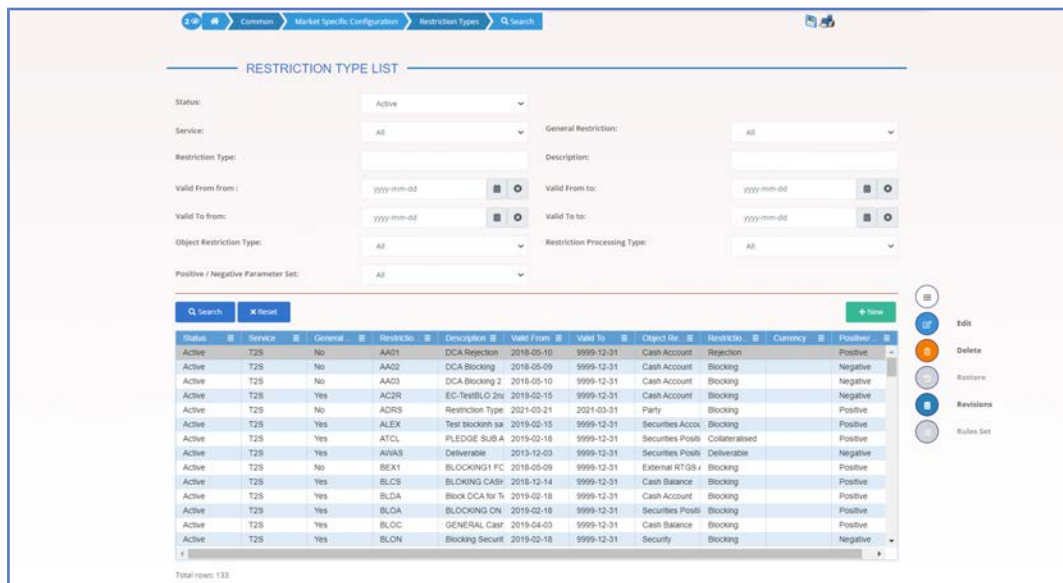 2 Common Market Specific Configuration Restriction Types Search
RESTRICTION TYPE LIST
Status: Active
Service: All General Restriction: All
Restriction Type: Description:
Valid From from : yyyy-mm-dd Valid From to: yyyy-mm-dd
Valid To from: yyyy-mm-dd Valid To to: yyyy-mm-dd
Object Restriction Type: All Restriction Processing Type: All
Positive / Negative Parameter Set: All
Search Reset New
Status Service General ... Restrictio... Description Valid From Valid To Object Re... Restrictio... Currency Positive/ ...
Active T2S No AA01 DCA Rejection 2018-05-10 9999-12-31 Cash Account Rejection Positive
Active T2S No AA02 DCA Blocking 2018-05-09 9999-12-31 Cash Account Blocking Negative
Active T2S No AA03 DCA Blocking 2 2018-05-10 9999-12-31 Cash Account Blocking Negative
Active T2S Yes AC2R EC-TestBLO 2n 2019-02-15 9999-12-31 Cash Account Blocking Negative
Active T2S No ADRS Restriction Type 2021-03-21 2021-03-31 Party Blocking Positive
Active T2S Yes ALEX Test blockinh sa 2019-02-15 9999-12-31 Securities Accou Blocking Positive
Active T2S Yes ATCL PLEDGE SUB A 2019-02-18 9999-12-31 Securities Positi Collateralised Positive
Active T2S Yes AWAS Deliverable 2013-12-03 9999-12-31 Securities Positi Deliverable Negative
Active T2S No BEX1 BLOCKING1 FC 2018-05-09 9999-12-31 External RTGS A Blocking Positive
Active T2S Yes BLCS BLOKING CASH 2018-12-14 9999-12-31 Cash Balance Blocking Positive
Active T2S Yes BLDA Block DCA for T 2019-02-18 9999-12-31 Cash Account Blocking Positive
Active T2S Yes BLOA BLOCKING ON 2019-02-18 9999-12-31 Securities Positi Blocking Positive
Active T2S Yes BLOC GENERAL Cash 2019-04-03 9999-12-31 Cash Balance Blocking Positive
Active T2S Yes BLON Blocking Securit 2019-02-18 9999-12-31 Security Blocking Negative
Total rows: 133
Edit
Delete
Restore
Revisions
Rules Set